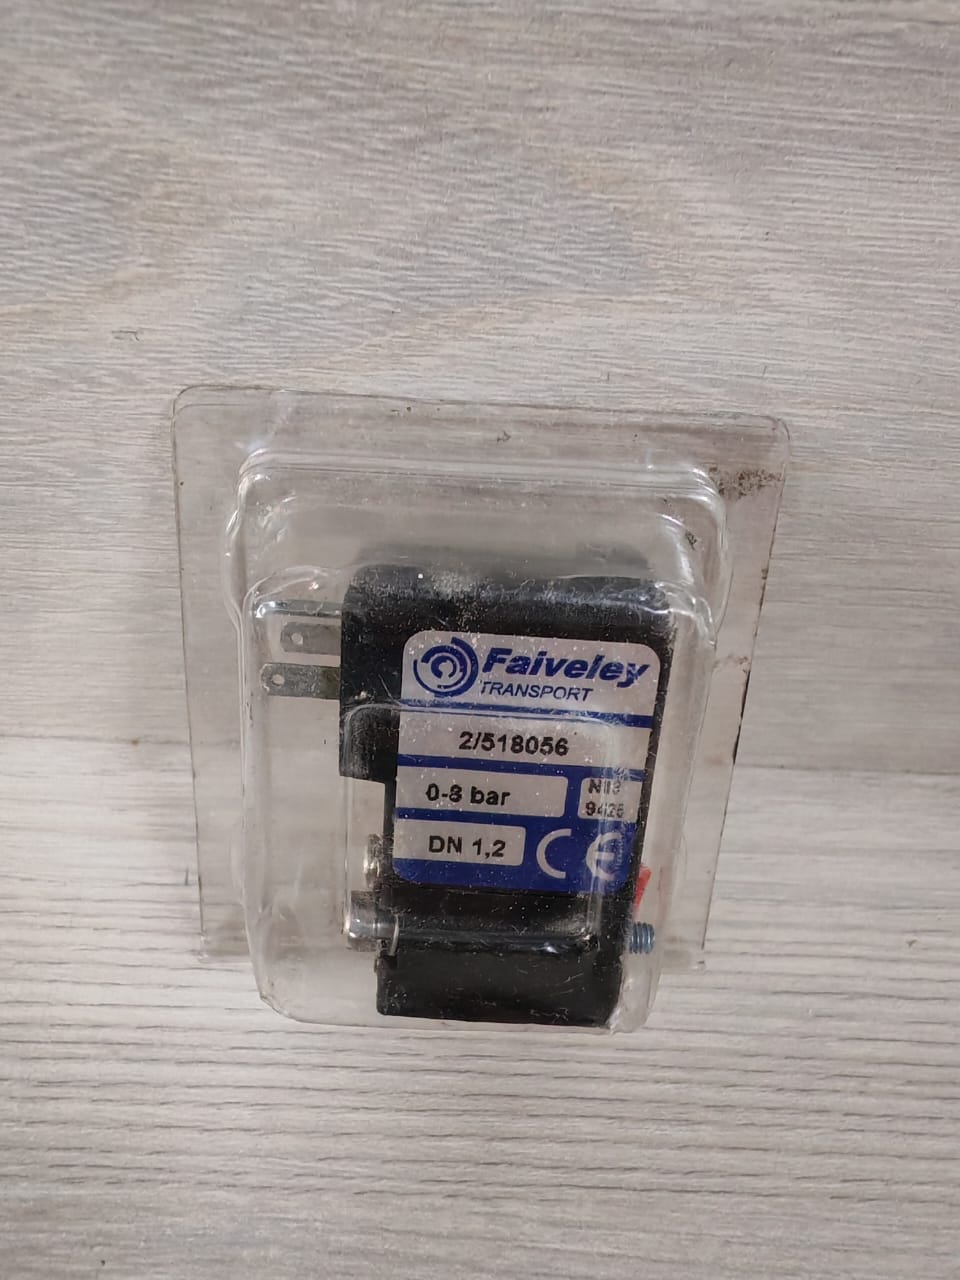 Faiveley
TRANSPORT
2/518056
0-8 bar
DN 1,2
CE